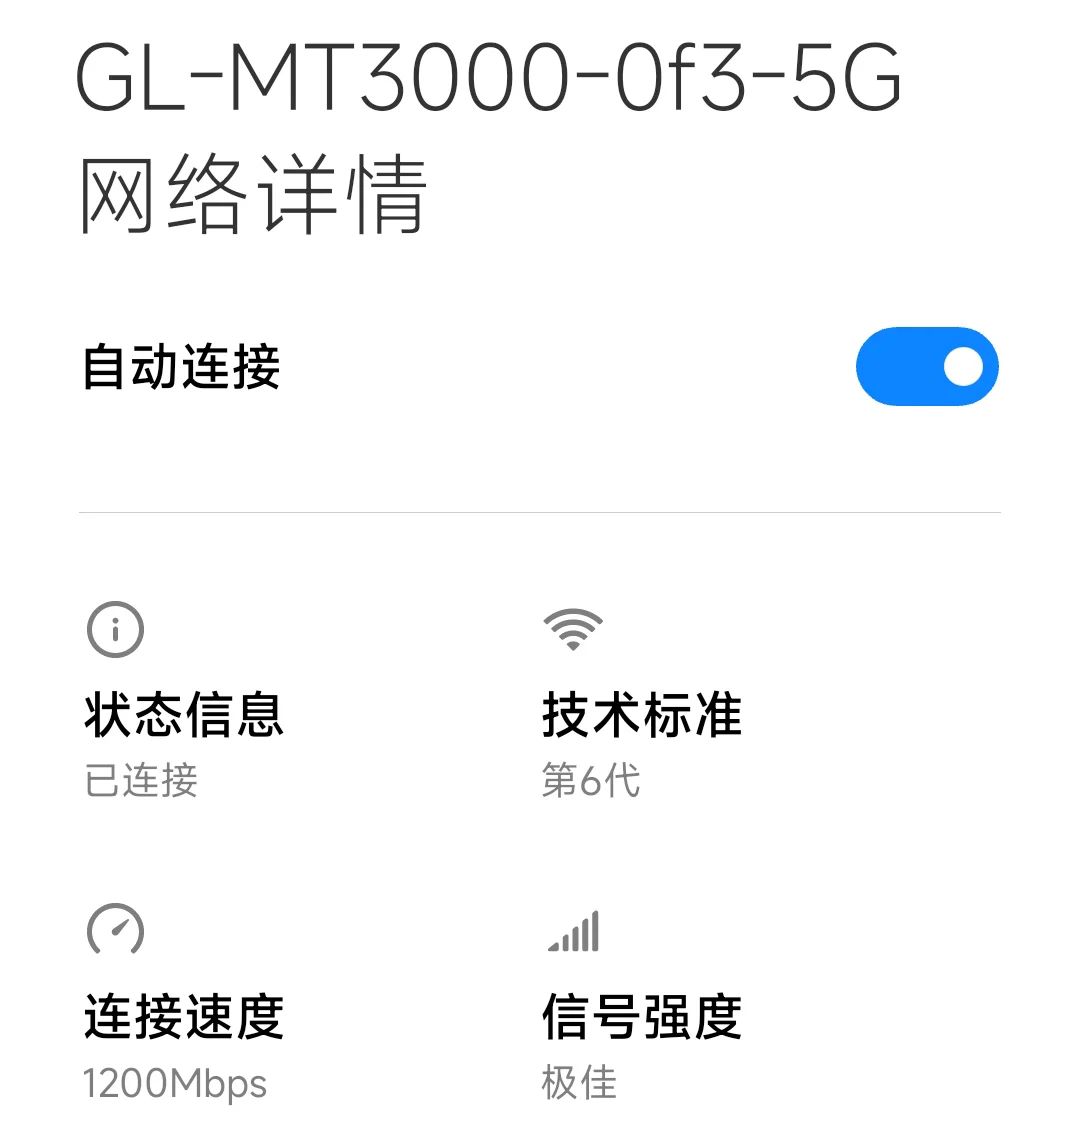 GL-MT3000-0f3-5G
网络详情
自动连接
状态信息
已连接
技术标准
第6代
连接速度
1200Mbps
信号强度
极佳